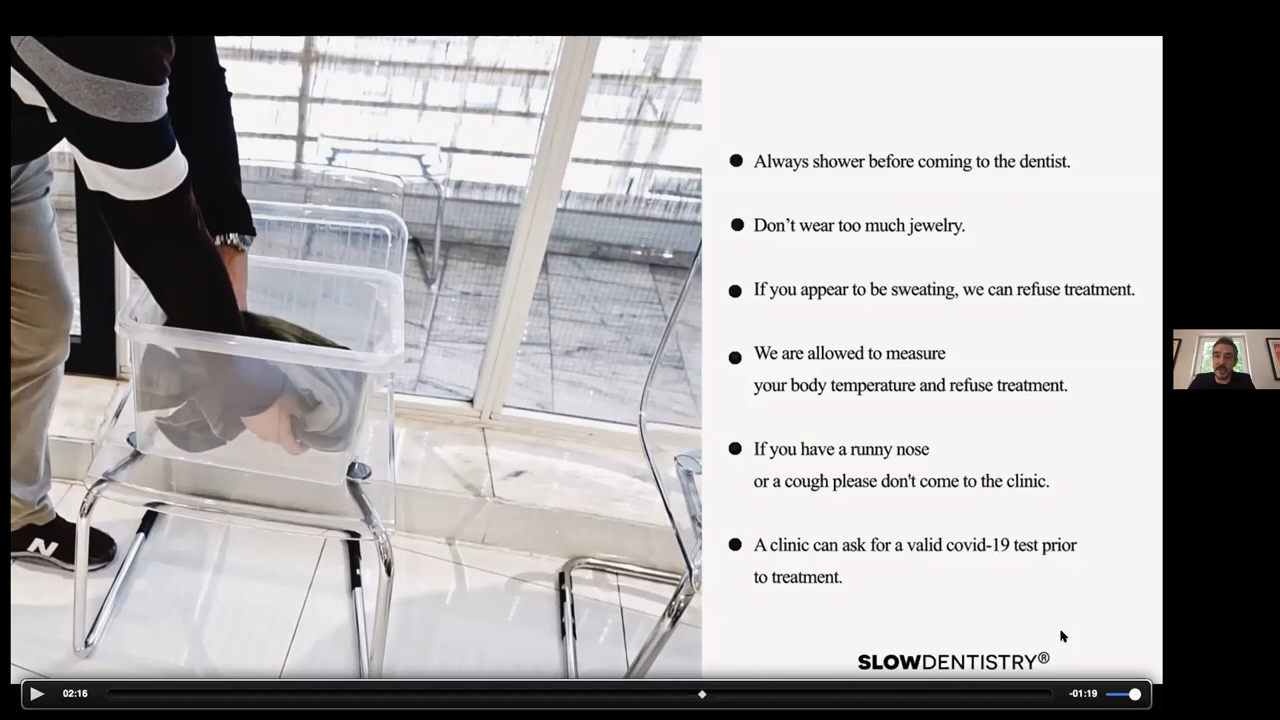 Always shower before coming to the dentist.
Don’t wear too much jewelry.
If you appear to be sweating, we can refuse treatment.
We are allowed to measure
your body temperature and refuse treatment.
If you have a runny nose
or a cough please don't come to the clinic.
A clinic can ask for a valid covid-19 test prior
to treatment.
SLOWDENTISTRY®
N
02:16
-01:19